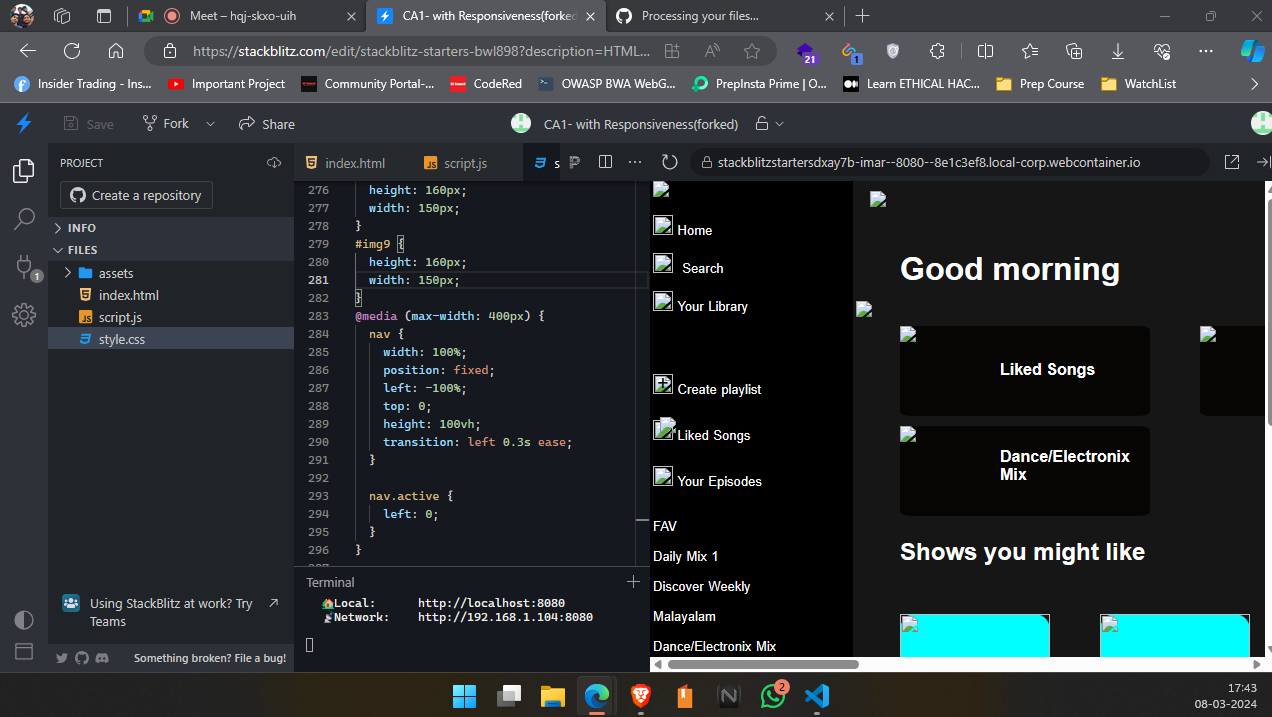 Meet – hqj-skxo-uih
CA1- with Responsiveness(forked
Processing your files...
https://stackblitz.com/edit/stackblitz-starters-bwl898?description=HTML...
21
1
Insider Trading - Ins...
Important Project
Community Portal-...
CodeRed
OWASP BWA WebG...
PrepInsta Prime | O...
Learn ETHICAL HAC...
Prep Course
WatchList
Save
Fork
Share
CA1- with Responsiveness(forked)
PROJECT
Create a repository
INFO
FILES
assets
index.html
script.js
style.css
1
Using StackBlitz at work? Try
Teams
Something broken? File a bug!
index.html
script.js
s
276 height: 160px;
277 width: 150px;
278 }
279 #img9 {
280 height: 160px;
281 width: 150px;
282 }
283 @media (max-width: 400px) {
284 nav {
285 width: 100%;
286 position: fixed;
287 left: -100%;
288 top: 0;
289 height: 100vh;
290 transition: left 0.3s ease;
291 }
292
293 nav.active {
294 left: 0;
295 }
296 }
Terminal
Local: http://localhost:8080
Network: http://192.168.1.104:8080
stackblitzstartersdxay7b-imar--8080--8e1c3ef8.local-corp.webcontainer.io
Home
Search
Your Library
Create playlist
Liked Songs
Your Episodes
FAV
Daily Mix 1
Discover Weekly
Malayalam
Dance/Electronix Mix
Good morning
Liked Songs
Dance/Electronix
Mix
Shows you might like
2
17:43
08-03-2024